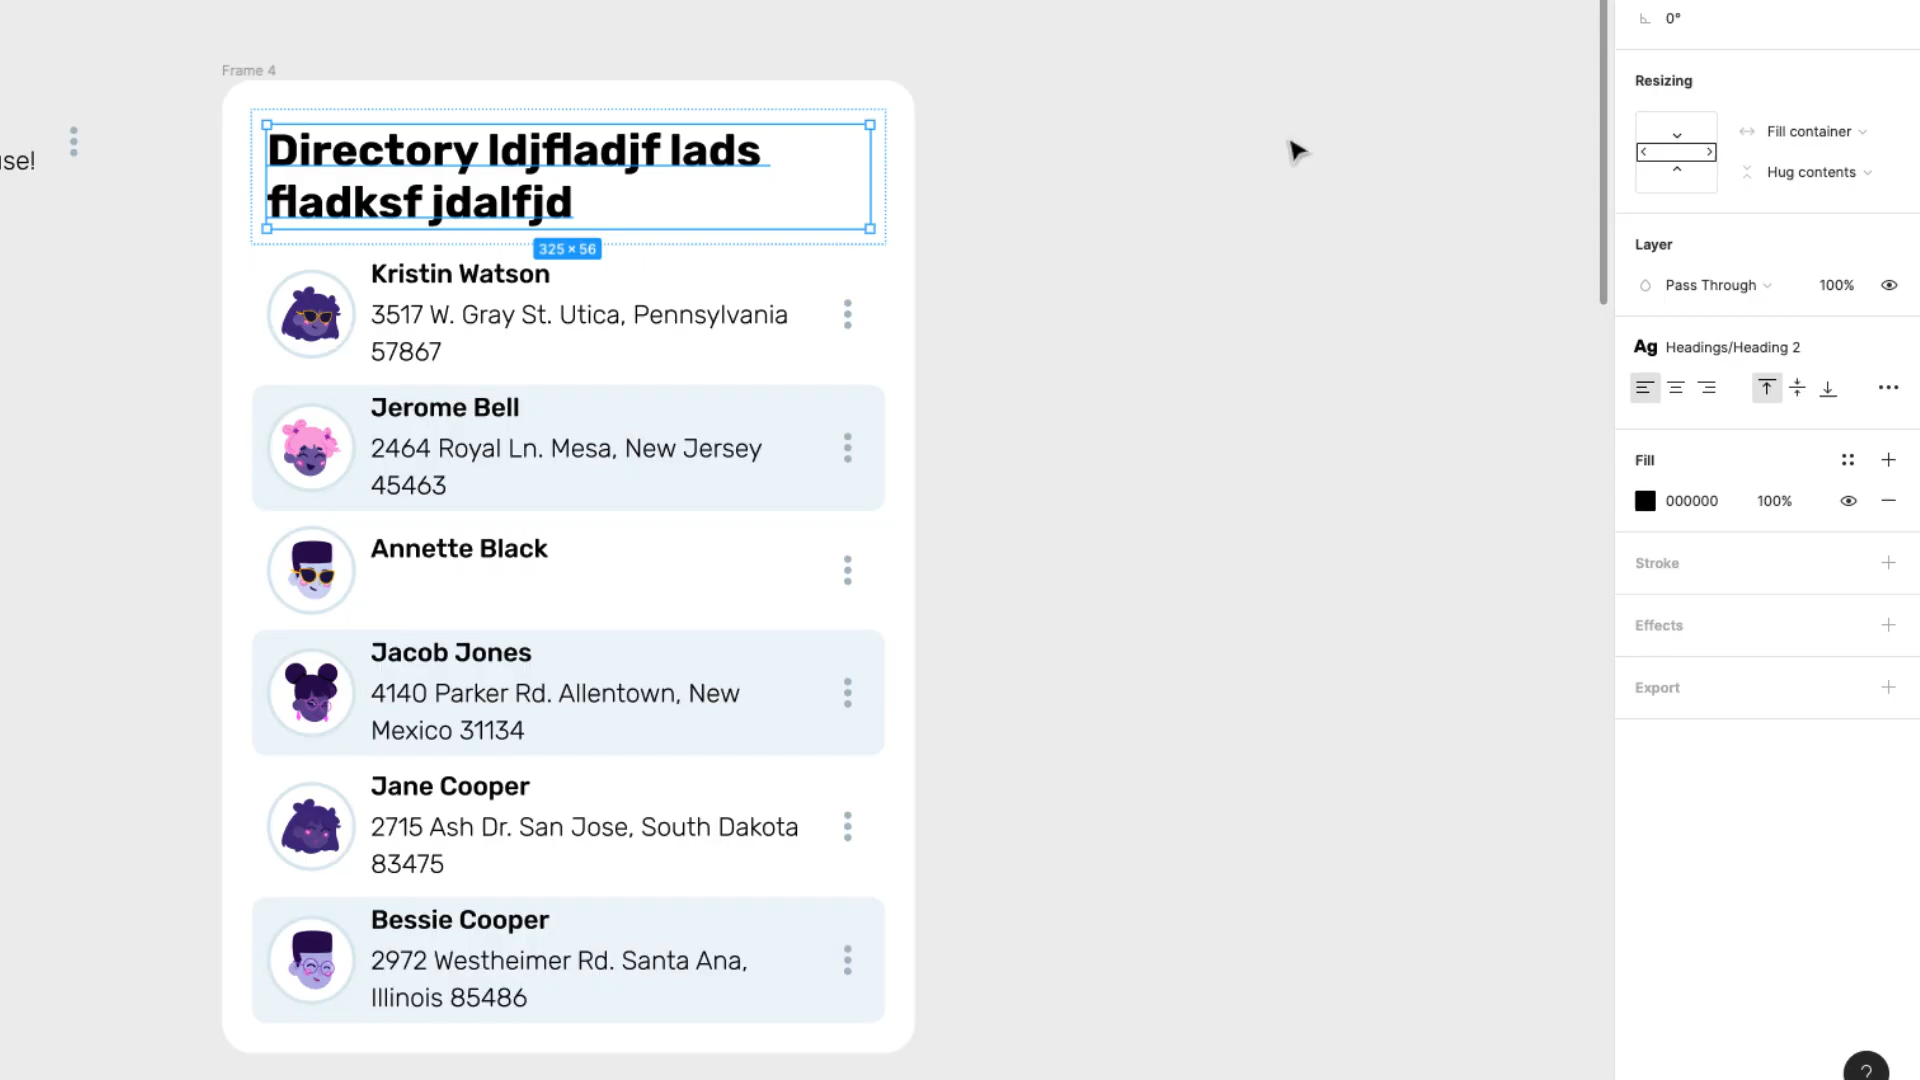 Frame 4
use!
Directory ldjfladjf lads
fladksf jdalfjd
325 × 56
Kristin Watson
3517 W. Gray St. Utica, Pennsylvania
57867
Jerome Bell
2464 Royal Ln. Mesa, New Jersey
45463
Annette Black
Jacob Jones
4140 Parker Rd. Allentown, New
Mexico 31134
Jane Cooper
2715 Ash Dr. San Jose, South Dakota
83475
Bessie Cooper
2972 Westheimer Rd. Santa Ana,
Illinois 85486
0°
Resizing
Fill container
Hug contents
Layer
Pass Through 100%
Ag Headings/Heading 2
Fill
000000 100%
Stroke
Effects
Export
?